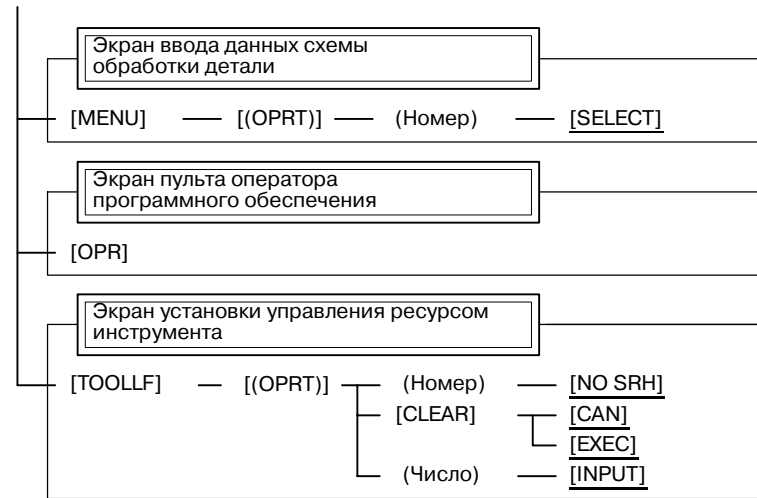 Экран ввода данных схемы
обработки детали
[MENU] [(OPRT)] (Номер) [SELECT]
Экран пульта оператора
программного обеспечения
[OPR]
Экран установки управления ресурсом
инструмента
[TOOLLF] [(OPRT)] (Номер) [NO SRH]
[CLEAR] [CAN]
[EXEC]
(Число) [INPUT]